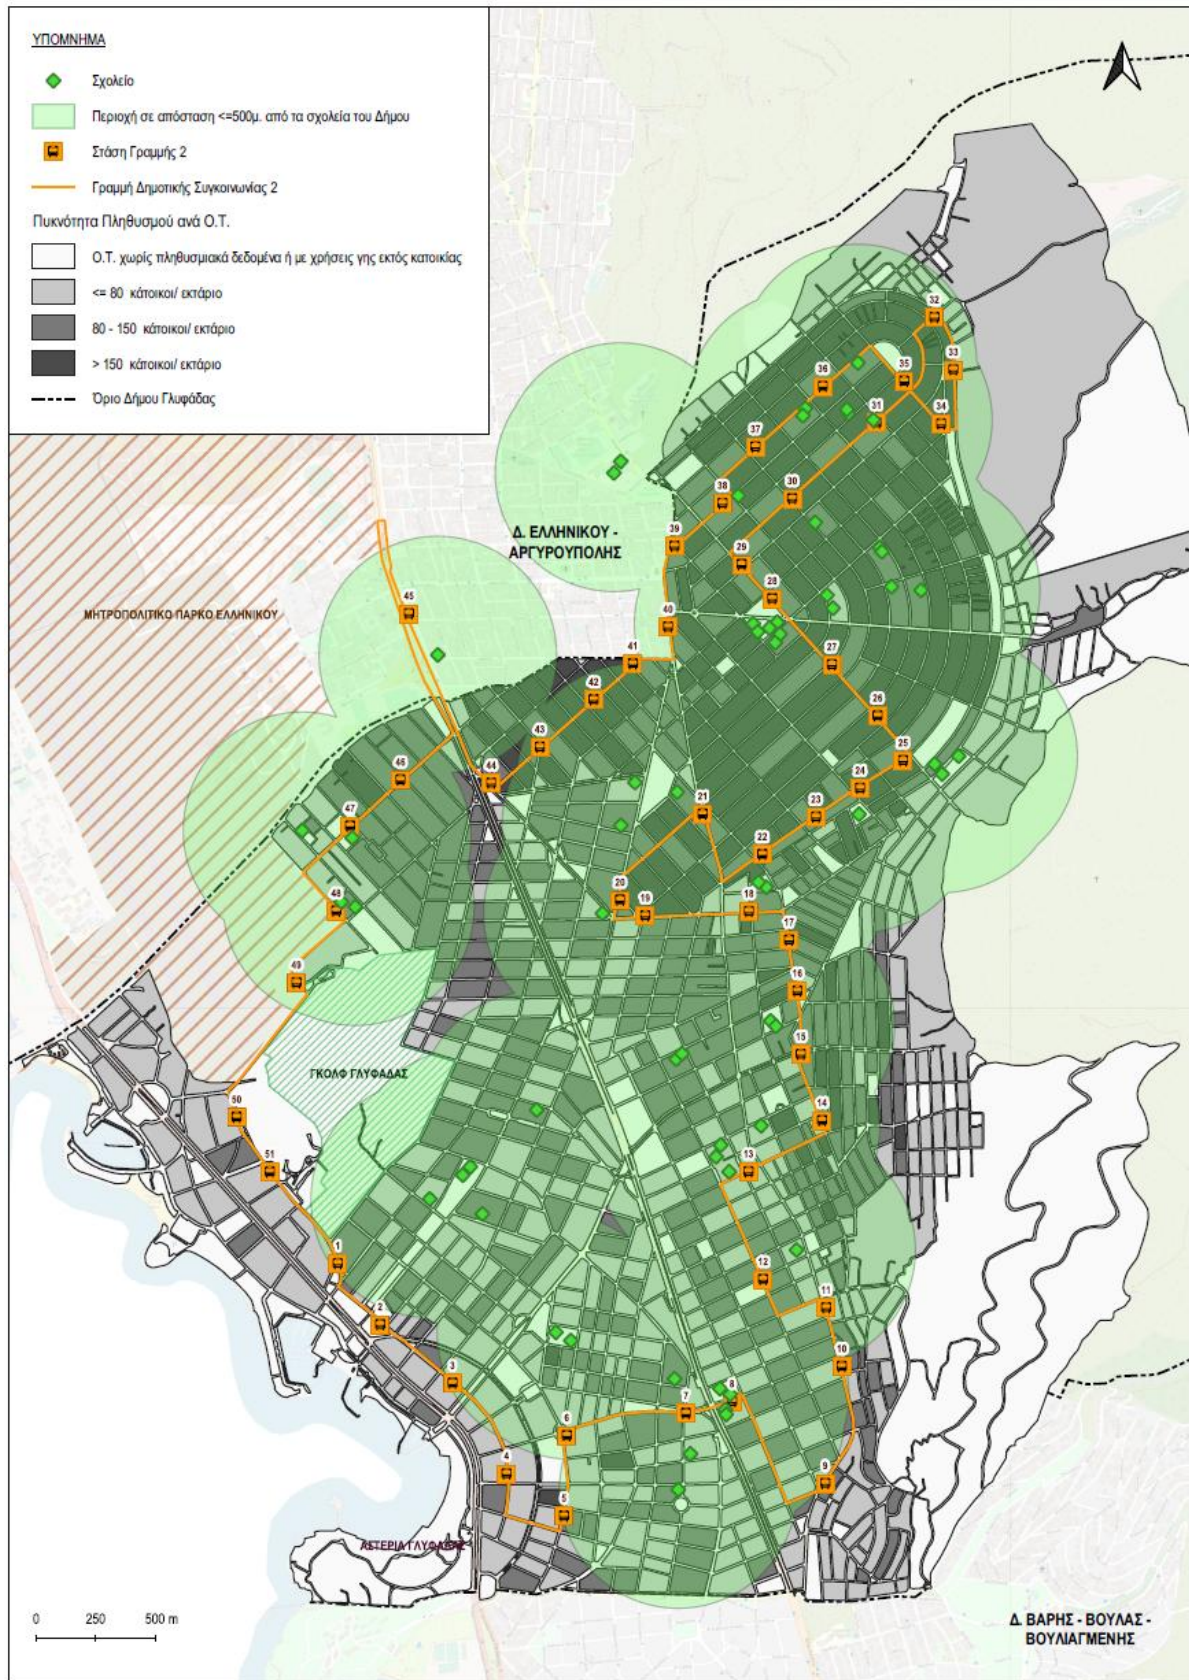 ΥΠΟΜΝΗΜΑ
Σχολείο
Περιοχή σε απόσταση <=500μ. από τα σχολεία του Δήμου
Στάση Γραμμής 2
Γραμμή Δημοτικής Συγκοινωνίας 2
Πυκνότητα Πληθυσμού ανά Ο.Τ.
Ο.Τ. χωρίς πληθυσμιακά δεδομένα ή με χρήσεις γης εκτός κατοικίας
<= 80 κάτοικοι/ εκτάριο
80 - 150 κάτοικοι/ εκτάριο
> 150 κάτοικοι/ εκτάριο
Όριο Δήμου Γλυφάδας
32
33
35
36
31
34
37
30
38
Δ. ΕΛΛΗΝΙΚΟΥ -
ΑΡΓΥΡΟΥΠΟΛΗΣ
39
29
28
45
ΜΗΤΡΟΠΟΛΙΤΙΚΟ ΠΑΡΚΟ ΕΛΛΗΝΙΚΟΥ
40
41
27
42
26
43
25
44
46
24
21
23
47
22
20
48
19
18
17
49
16
15
ΓΚΟΛΦ ΓΛΥΦΑΔΑΣ
50
14
51
13
1
12
11
2
10
3
8
7
6
4
9
5
ΑΣΤΕΡΙΑ ΓΛΥΦΑΔΑΣ
0 250 500 m
Δ. ΒΑΡΗΣ - ΒΟΥΛΑΣ -
ΒΟΥΛΙΑΓΜΕΝΗΣ